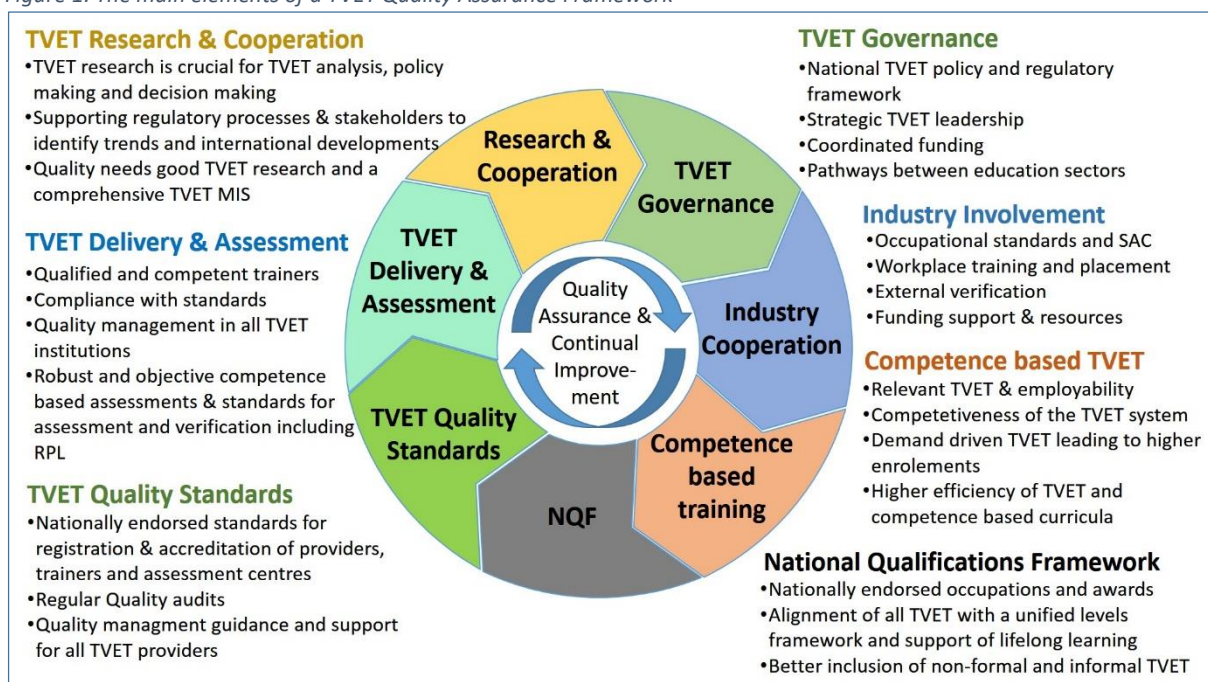 Figure 1: The main elements of a TVET Quality Assurance Framework
TVET Research & Cooperation
•TVET research is crucial for TVET analysis, policy
making and decision making
•Supporting regulatory processes & stakeholders to
identify trends and international developments
•Quality needs good TVET research and a
comprehensive TVET MIS
TVET Delivery & Assessment
•Qualified and competent trainers
•Compliance with standards
•Quality management in all TVET
institutions
•Robust and objective competence
based assessments & standards for
assessment and verification including
RPL
TVET Quality Standards
•Nationally endorsed standards for
registration & accreditation of providers,
trainers and assessment centres
•Regular Quality audits
•Quality managment guidance and support
for all TVET providers
Research &
Cooperation
TVET
Governance
Industry
Cooperation
Competence
based
training
NQF
TVET Quality
Standards
TVET
Delivery &
Assessment
Quality
Assurance &
Continual
Improve-
ment
TVET Governance
•National TVET policy and regulatory
framework
•Strategic TVET leadership
•Coordinated funding
•Pathways between education sectors
Industry Involvement
•Occupational standards and SAC
•Workplace training and placement
•External verification
•Funding support & resources
Competence based TVET
•Relevant TVET & employability
•Competetiveness of the TVET system
•Demand driven TVET leading to higher
enrolements
•Higher efficiency of TVET and
competence based curricula
National Qualifications Framework
•Nationally endorsed occupations and awards
•Alignment of all TVET with a unified levels
framework and support of lifelong learning
•Better inclusion of non-formal and informal TVET